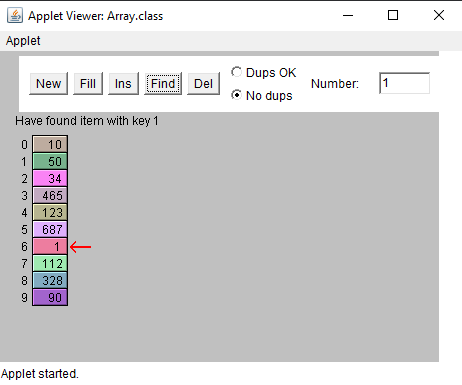 Applet Viewer: Array.class
Applet
New Fill Ins Find Del Dups OK No dups Number: 1
Have found item with key 1
0 10
1 50
2 34
3 465
4 123
5 687
6 1
7 112
8 328
9 90
Applet started.